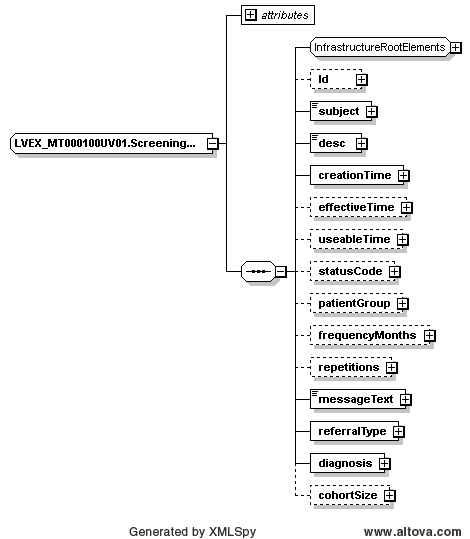 attributes
InfrastructureRootElements
Id
subject
desc
LVEX_MT000100UV01.Screening...
creationTime
effectiveTime
useableTime
statusCode
patientGroup
frequencyMonths
repetitions
messageText
referralType
diagnosis
cohortSize
Generated by XMLSpy
www.altova.com